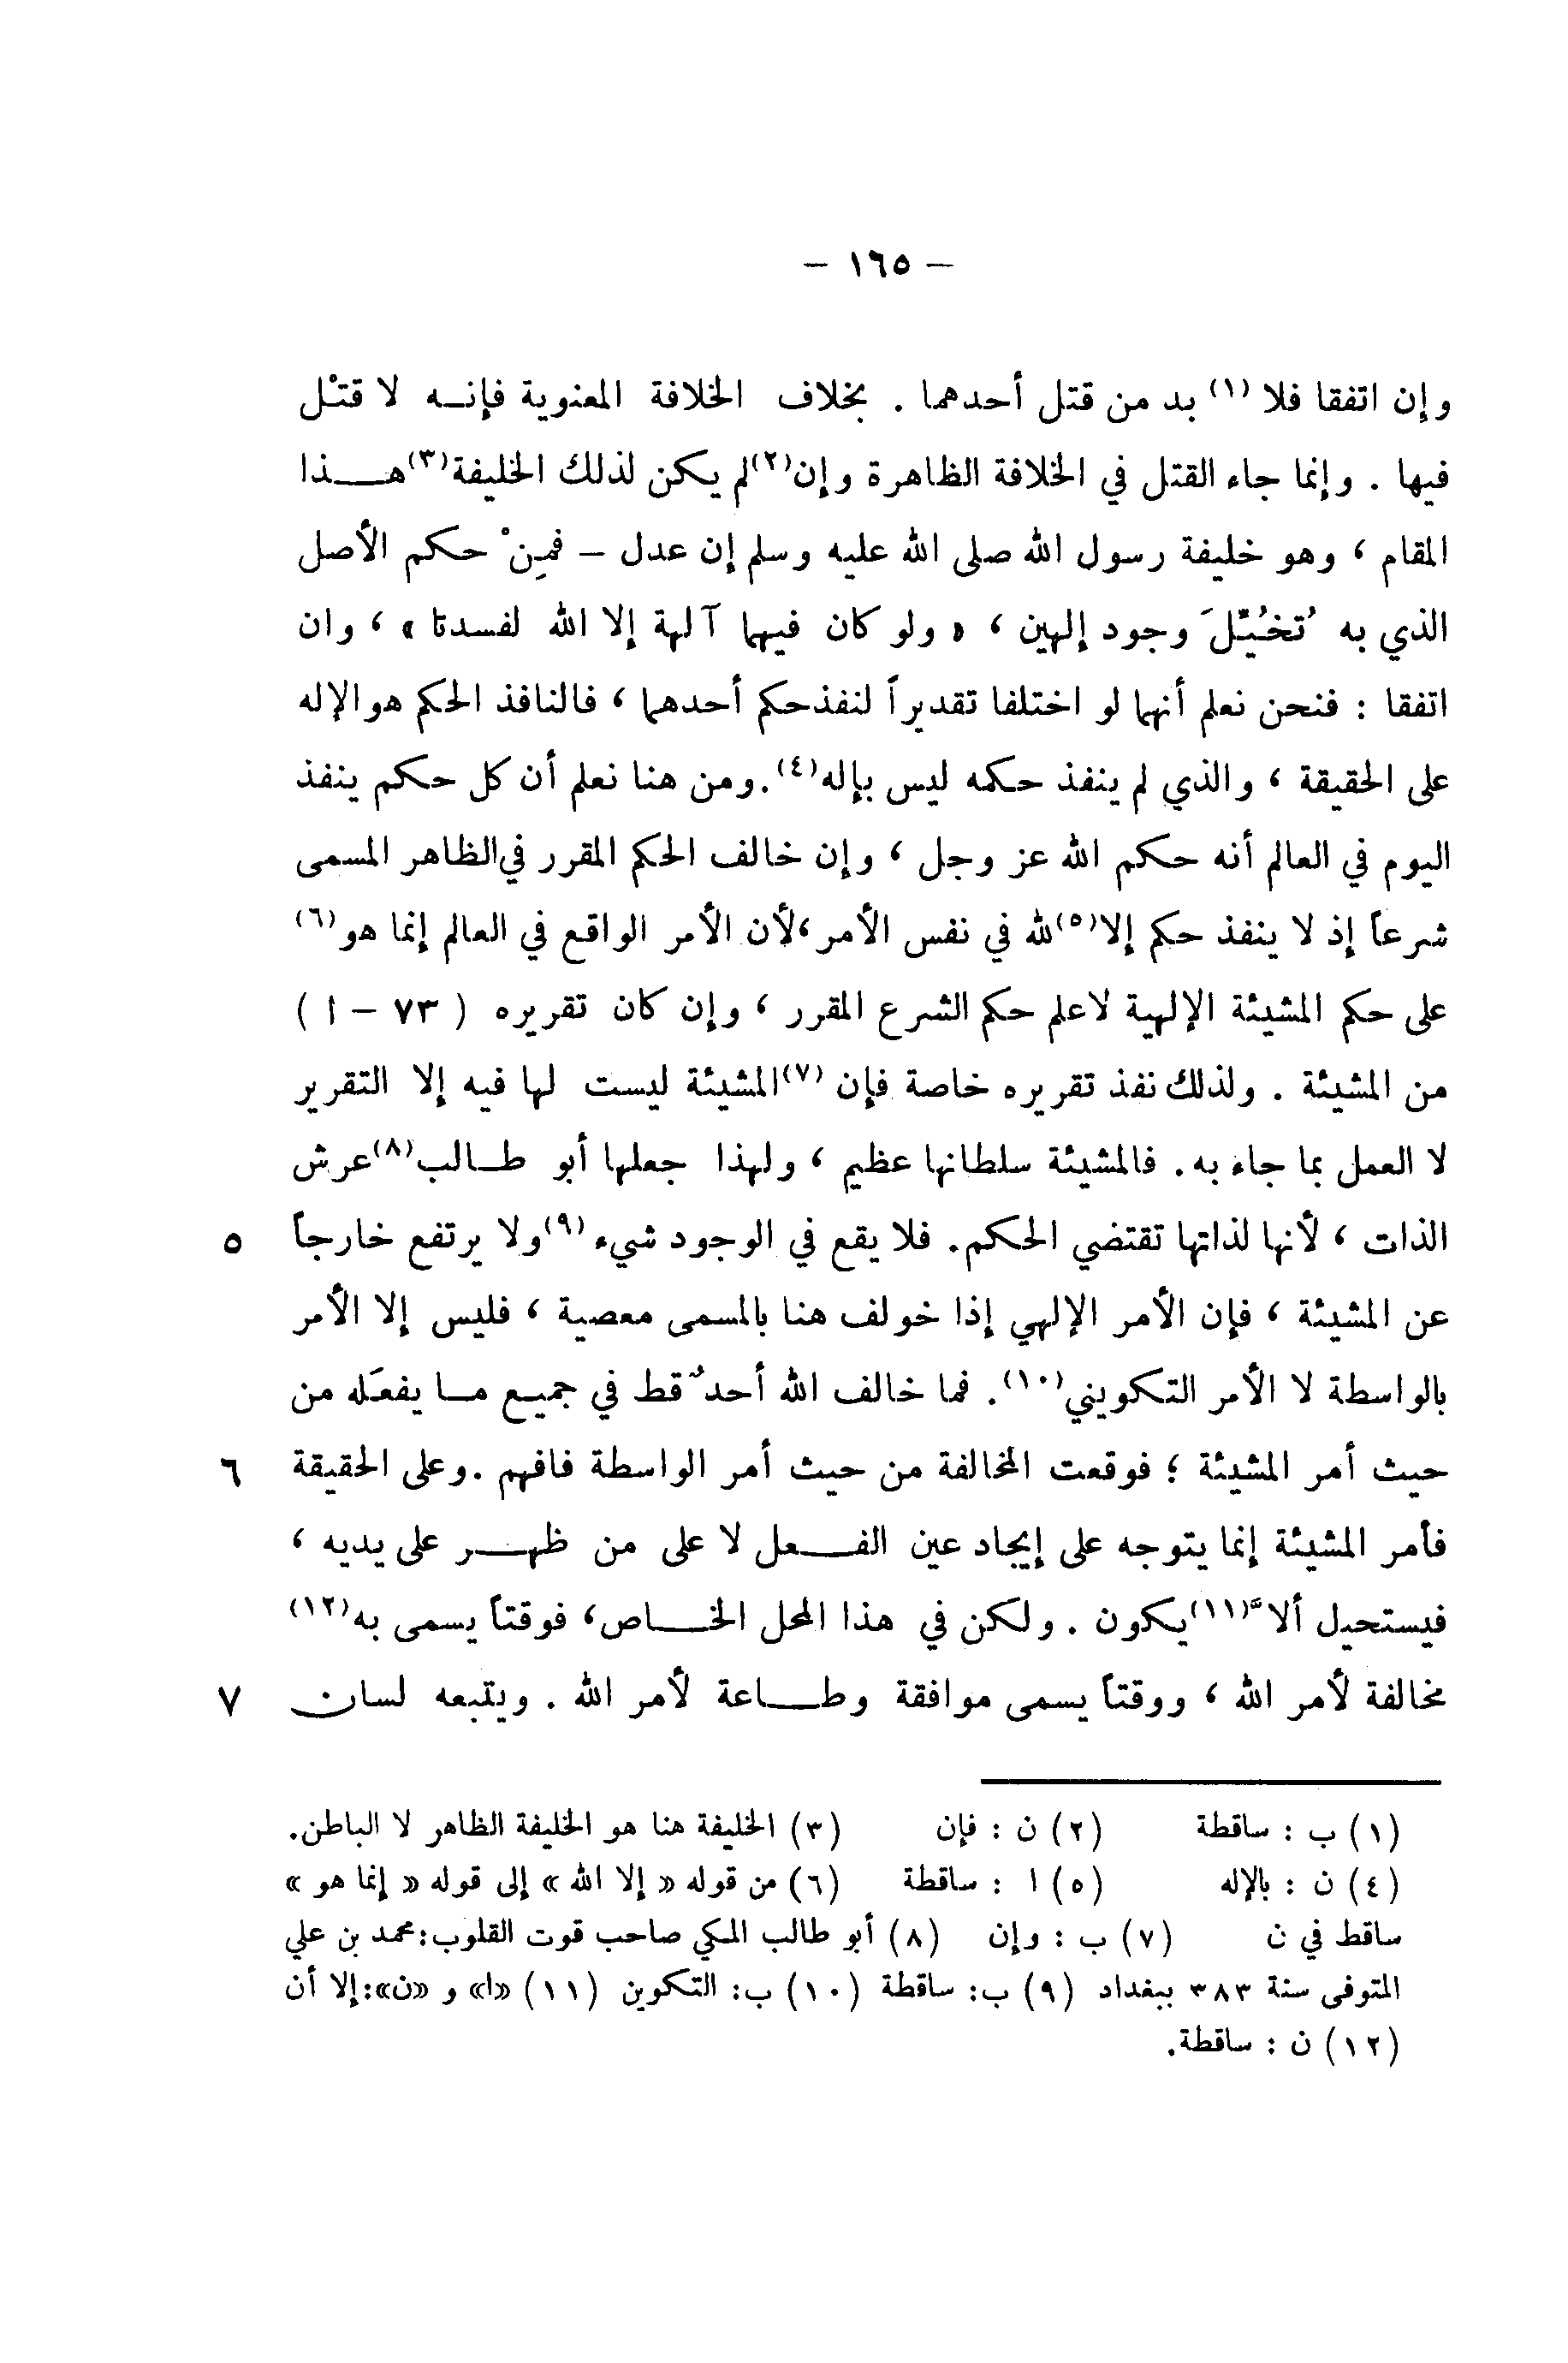 – ١٦٥ –
وإن اتفقا فلا (١) بد من قتل أحدهما . بخلاف الخلافة المعنوية فإنه لا قتْل
فيها . وإنما جاء القتل في الخلافة الظاهرة وإن(٢)لم يكن لذلك الخليفة(٣)هذا
المقام ، وهو خليفة رسول الله صلى الله عليه وسلم إن عدل – فمِنْ حكم الأصل
الذي به تُخُيِّلَ وجود إلهين ، « ولو كان فيهما آلهة إلا الله لفسدتا » ، وان
اتفقا : فنحن نعلم أنهما لو اختلفا تقديراً لنفذ حكم أحدهما ، فالنافذ الحكم هو الإله
على الحقيقة ، والذي لم ينفذ حكمه ليس بإله(٤).ومن هنا نعلم أن كل حكم ينفذ
اليوم في العالم أنه حكم الله عز وجل ، وإن خالف الحكم المقرر في الظاهر المسمى
شرعاً إذ لا ينفذ حكم إلا(٥)لله في نفس الأمر،لأن الأمر الواقع في العالم إنما هو(٦)
على حكم المشيئة الإلهية لاعلم حكم الشرع المقرر ، وإن كان تقريره ( ٧٣ – ا )
من المشيئة . ولذلك نفذ تقريره خاصة فإن (٧)المشيئة ليست لها فيه إلا التقرير
لا العمل بما جاء به. فالمشيئة سلطانها عظيم ، ولهذا جعلها أبو طالب(٨)عرش
الذات ، لأنها لذاتها تقتضي الحكم. فلا يقع في الوجود شيء (٩)ولا يرتفع خارجاً ٥
عن المشيئة ، فإن الأمر الإلهي إذا خولف هنا بالمسمى معصية ، فليس إلا الأمر
بالواسطة لا الأمر التكويني(١٠). فما خالف الله أحدٌ قط في جميع ما يفعَله من
حيث أمر المشيئة ؛ فوقعت المخالفة من حيث أمر الواسطة فافهم .وعلى الحقيقة ٦
فأمر المشيئة إنما يتوجه على إيجاد عين الفعل لا على من ظهر على يديه ،
فيستحيل ألاَّ(١١)يكون . ولكن في هذا المحل الخاص، فوقتاً يسمى به(١٢)
مخالفة لأمر الله ، ووقتاً يسمى موافقة وطاعة لأمر الله . ويتبعه لسان ٧
(١) ب : ساقطة (٢) ن : فإن (٣) الخليفة هنا هو الخليفة الظاهر لا الباطن.
(٤) ن : بالإله (٥) ا : ساقطة (٦) من قوله « إلا الله » إلى قوله « إنما هو »
ساقط في ن (٧) ب : وإن (٨) أبو طالب المكي صاحب قوت القلوب:محمد بن علي
المتوفى سنة ٣٨٣ ببغداد (٩) ب: ساقطة (١٠) ب: التكوين (١١) «ا» و «ن»:إلا أن
(١٢) ن : ساقطة.